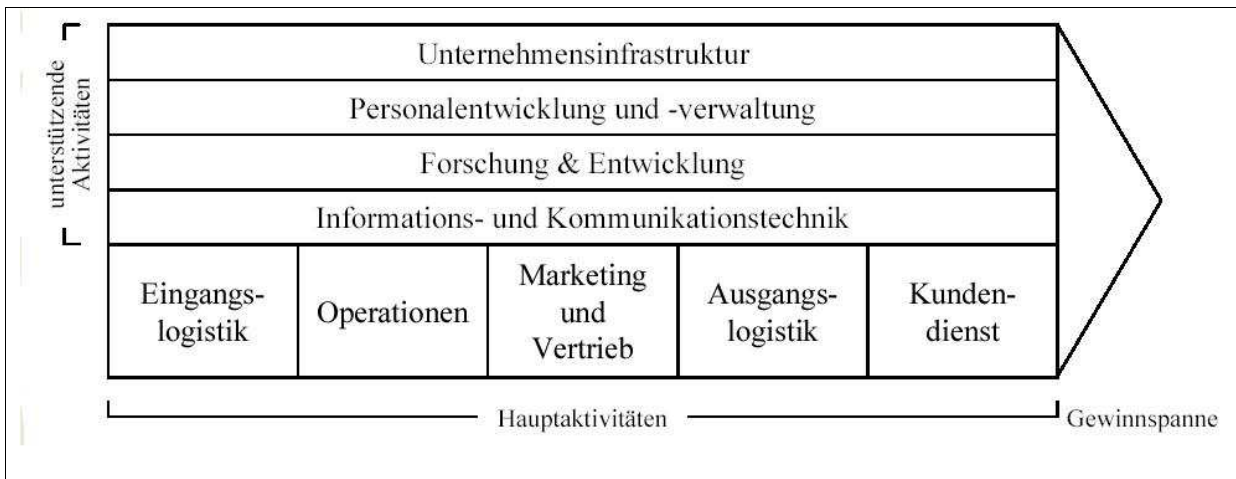 unterstützende
Aktivitäten
Unternehmensinfrastruktur
Personalentwicklung und -verwaltung
Forschung & Entwicklung
Informations- und Kommunikationstechnik
Eingangs-
logistik
Operationen
Marketing
und
Vertrieb
Ausgangs-
logistik
Kunden-
dienst
Hauptaktivitäten
Gewinnspanne